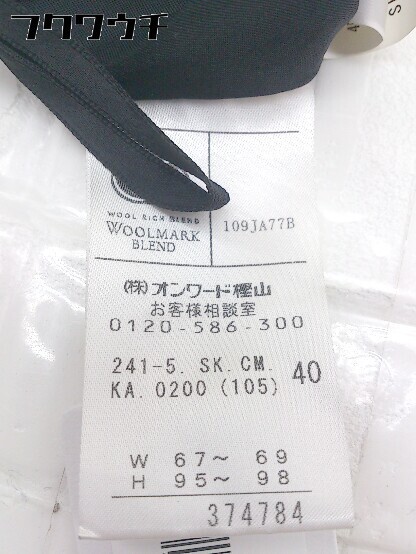 フクウウチ
WOOL RICH BLEND
WOOLMARK
BLEND
109JA77B
(株)オンワード樫山
お客様相談室
0120-586-300
241-5. SK. CM.
KA. 0200 (105)
40
W 67～ 69
H 95～ 98
374784